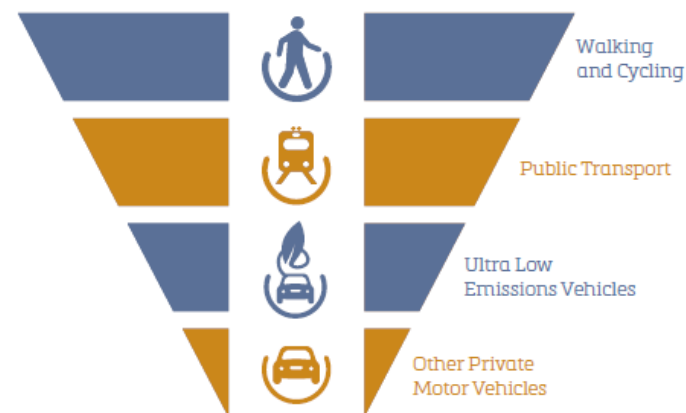 Walking
and Cycling
Public Transport
Ultra Low
Emissions Vehicles
Other Private
Motor Vehicles